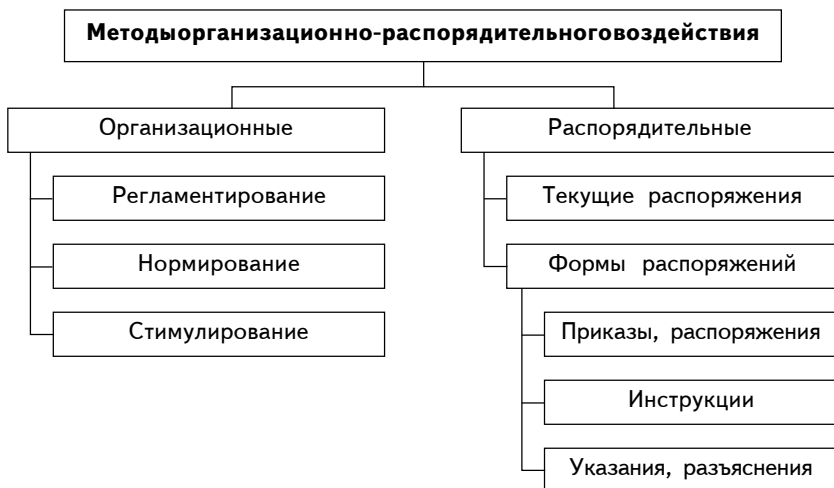 Методыорганизационно-распорядительноговоздействия
Организационные
Регламентирование
Нормирование
Стимулирование
Распорядительные
Текущие распоряжения
Формы распоряжений
Приказы, распоряжения
Инструкции
Указания, разъяснения